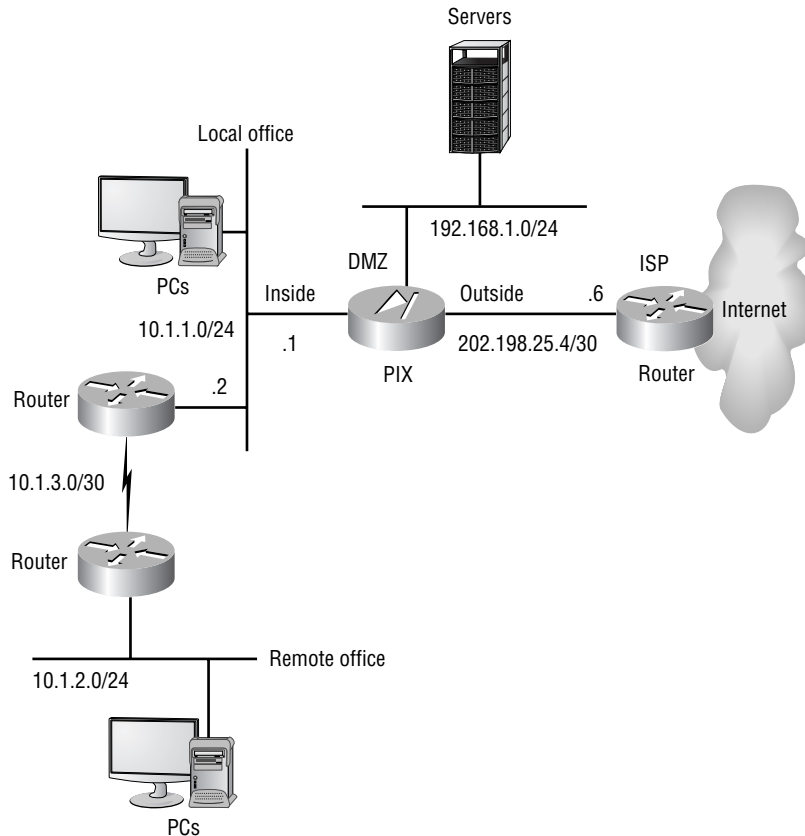 Servers
Local office
192.168.1.0/24
PCs
DMZ
ISP
Inside
Outside
.6
Internet
10.1.1.0/24
.1
202.198.25.4/30
PIX
Router
Router
.2
10.1.3.0/30
Router
Remote office
10.1.2.0/24
PCs